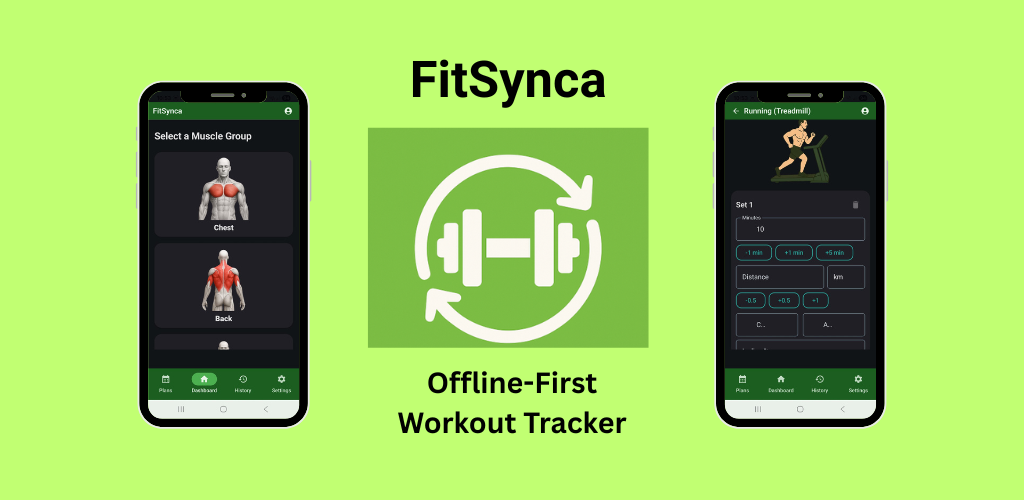 FitSynca
FitSynca
Select a Muscle Group
Chest
Back
Plans
Dashboard
History
Settings
Offline-First
Workout Tracker
Running (Treadmill)
Set 1
Minutes
10
-1 min
+1 min
+5 min
Distance
km
-0.5
+0.5
+1
C...
A...
Plans
Dashboard
History
Settings